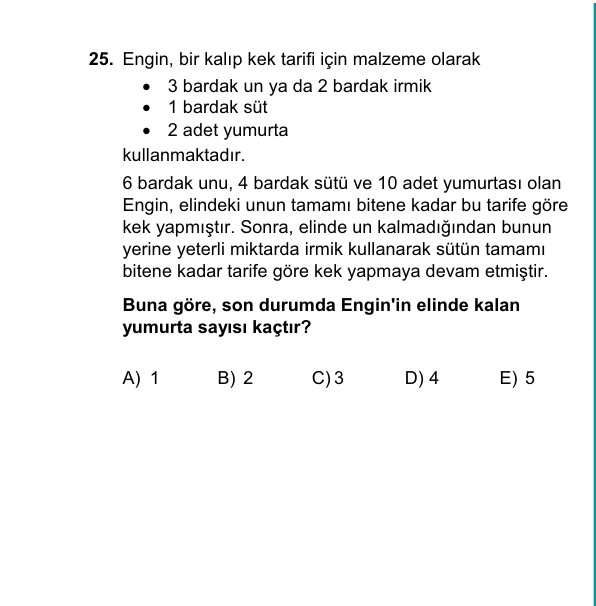 25. Engin, bir kalıp kek tarifi için malzeme olarak
• 3 bardak un ya da 2 bardak irmik
• 1 bardak süt
• 2 adet yumurta
kullanmaktadır.
6 bardak unu, 4 bardak sütü ve 10 adet yumurtası olan
Engin, elindeki unun tamamı bitene kadar bu tarife göre
kek yapmıştır. Sonra, elinde un kalmadığından bunun
yerine yeterli miktarda irmik kullanarak sütün tamamı
bitene kadar tarife göre kek yapmaya devam etmiştir.
Buna göre, son durumda Engin'in elinde kalan
yumurta sayısı kaçtır?
A) 1 B) 2 C) 3 D) 4 E) 5